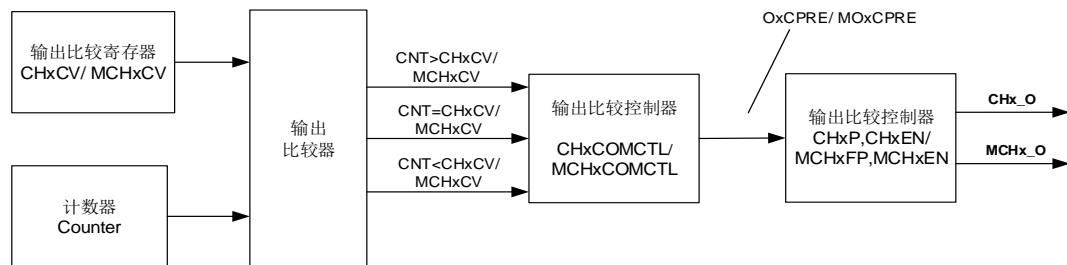 输出比较寄存器
CHxCV/ MCHxCV
计数器
Counter
输出
比较器
CNT>CHxCV/
MCHxCV
CNT=CHxCV/
MCHxCV
CNT<CHxCV/
MCHxCV
输出比较控制器
CHxCOMCTL/
MCHxCOMCTL
OxCPRE/ MOxCPRE
输出比较控制器
CHxP,CHxEN/
MCHxFP,MCHxEN
CHx_O
MCHx_O